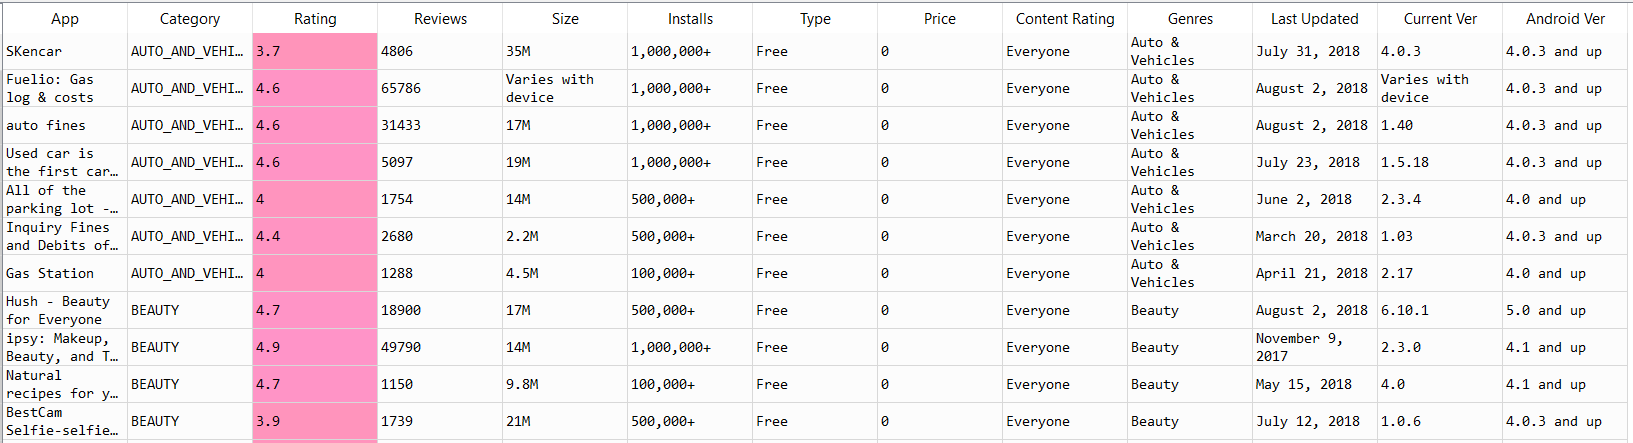 App Category Rating Reviews Size Installs Type Price Content Rating Genres Last Updated Current Ver Android Ver
SKencar AUTO_AND_VEHI… 3.7 4806 35M 1,000,000+ Free 0 Everyone Auto & Vehicles July 31, 2018 4.0.3 4.0.3 and up
Fuelio: Gas log & costs AUTO_AND_VEHI… 4.6 65786 Varies with device 1,000,000+ Free 0 Everyone Auto & Vehicles August 2, 2018 Varies with device 4.0.3 and up
auto fines AUTO_AND_VEHI… 4.6 31433 17M 1,000,000+ Free 0 Everyone Auto & Vehicles August 2, 2018 1.40 4.0.3 and up
Used car is the first car… AUTO_AND_VEHI… 4.6 5097 19M 1,000,000+ Free 0 Everyone Auto & Vehicles July 23, 2018 1.5.18 4.0.3 and up
All of the parking lot -… AUTO_AND_VEHI… 4 1754 14M 500,000+ Free 0 Everyone Auto & Vehicles June 2, 2018 2.3.4 4.0 and up
Inquiry Fines and Debits of… AUTO_AND_VEHI… 4.4 2680 2.2M 500,000+ Free 0 Everyone Auto & Vehicles March 20, 2018 1.03 4.0.3 and up
Gas Station AUTO_AND_VEHI… 4 1288 4.5M 100,000+ Free 0 Everyone Auto & Vehicles April 21, 2018 2.17 4.0 and up
Hush - Beauty for Everyone BEAUTY 4.7 18900 17M 500,000+ Free 0 Everyone Beauty August 2, 2018 6.10.1 5.0 and up
ipsy: Makeup, Beauty, and T… BEAUTY 4.9 49790 14M 1,000,000+ Free 0 Everyone Beauty November 9, 2017 2.3.0 4.1 and up
Natural recipes for y… BEAUTY 4.7 1150 9.8M 100,000+ Free 0 Everyone Beauty May 15, 2018 4.0 4.1 and up
BestCam Selfie-selfie… BEAUTY 3.9 1739 21M 500,000+ Free 0 Everyone Beauty July 12, 2018 1.0.6 4.0.3 and up